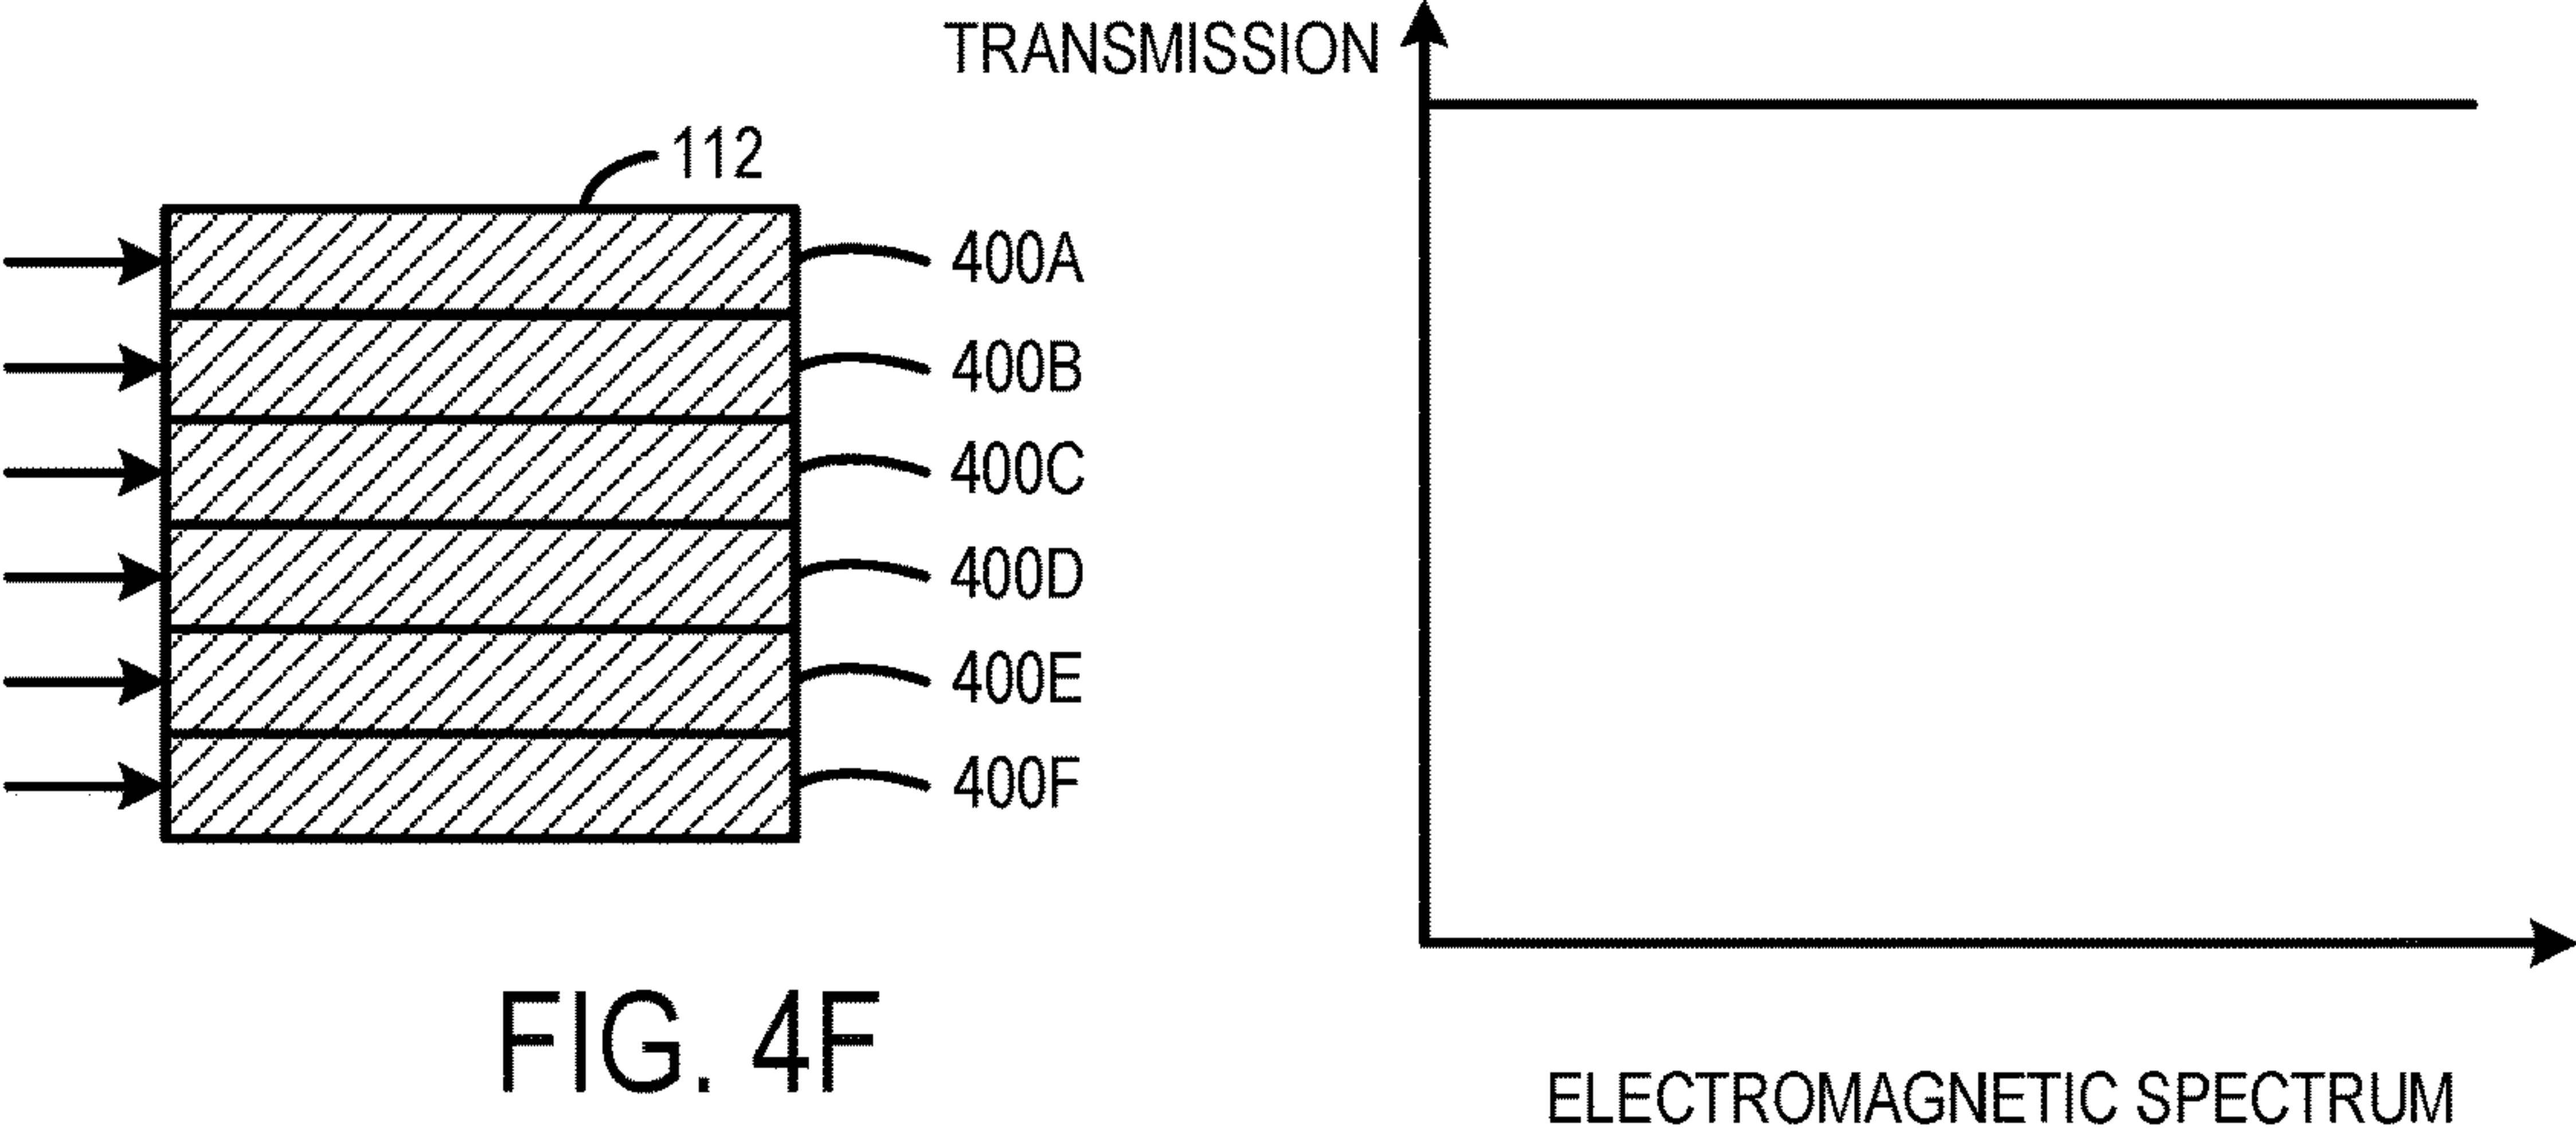 TRANSMISSION
112
400A
400B
400C
400D
400E
400F
FIG. 4F
ELECTROMAGNETIC SPECTRUM